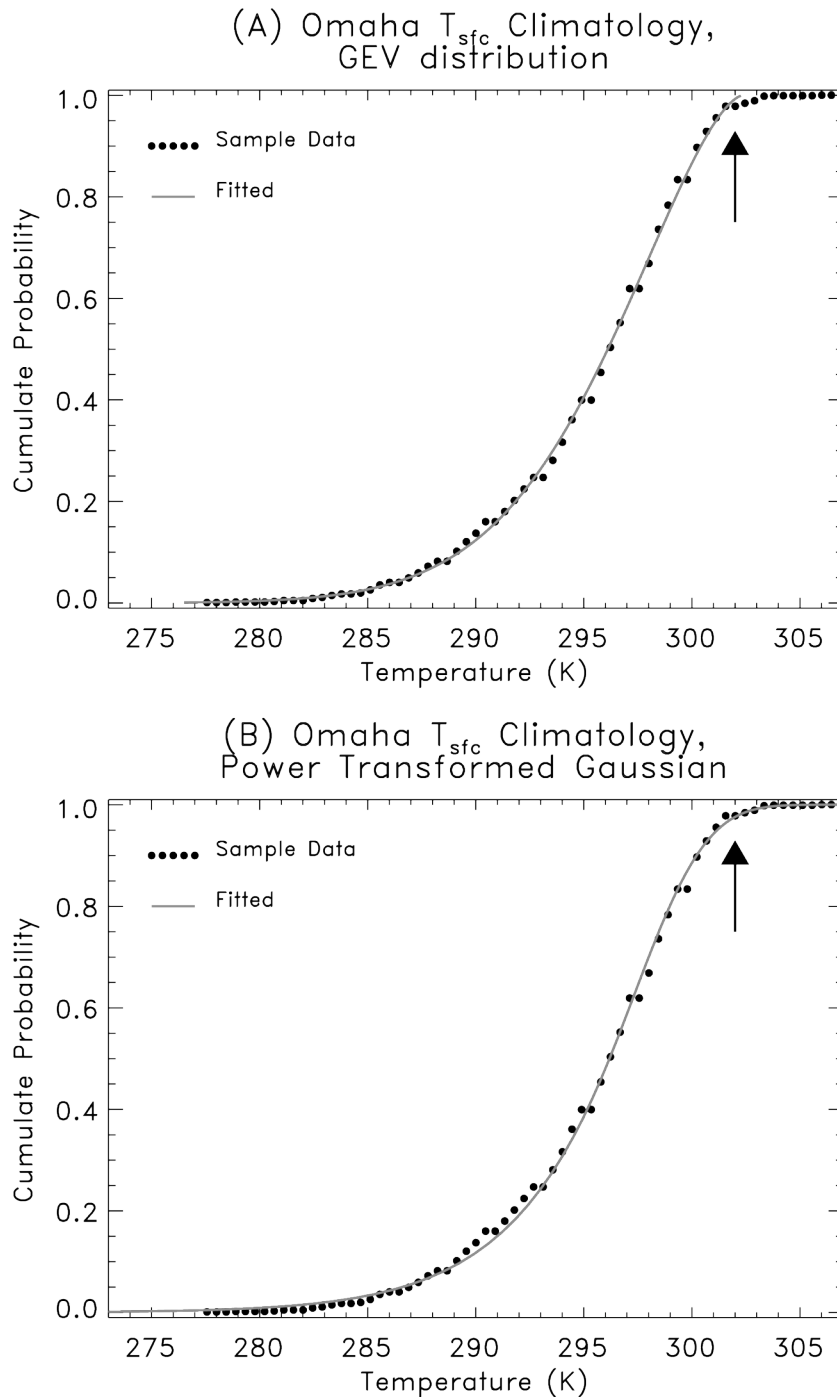 (A) Omaha Tsfc Climatology,
GEV distribution
1.0
0.8
0.6
0.4
0.2
0.0
Cumulate Probability
Sample Data
Fitted
275 280 285 290 295 300 305
Temperature (K)
(B) Omaha Tsfc Climatology,
Power Transformed Gaussian
1.0
0.8
0.6
0.4
0.2
0.0
Cumulate Probability
Sample Data
Fitted
275 280 285 290 295 300 305
Temperature (K)